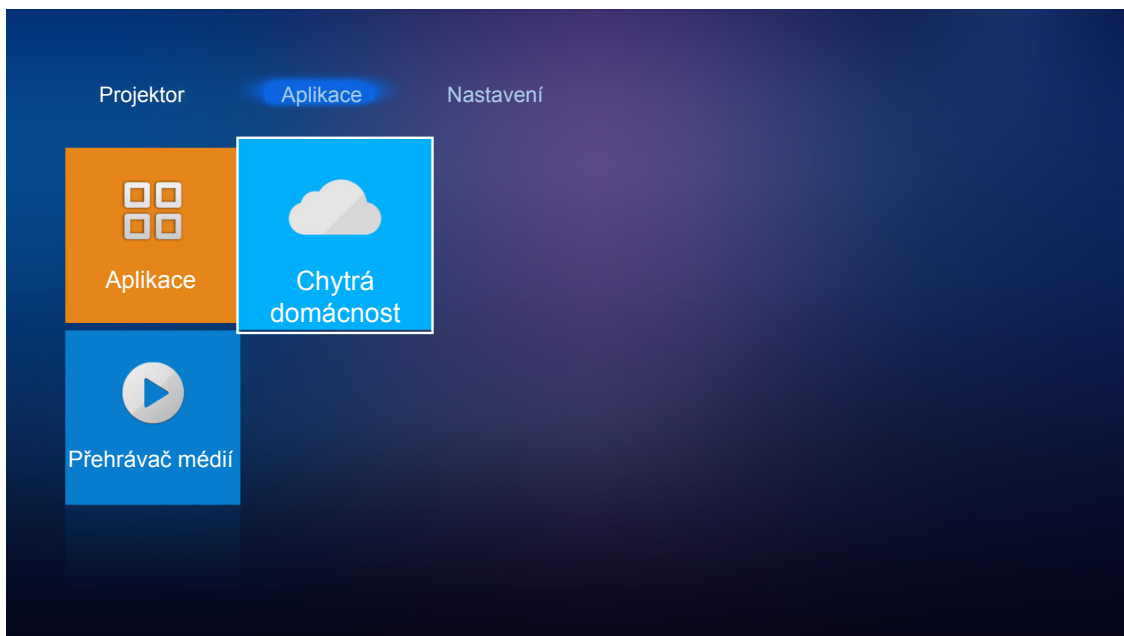 Projektor Aplikace Nastavení
Aplikace
Chytrá
domácnost
Přehrávač médií